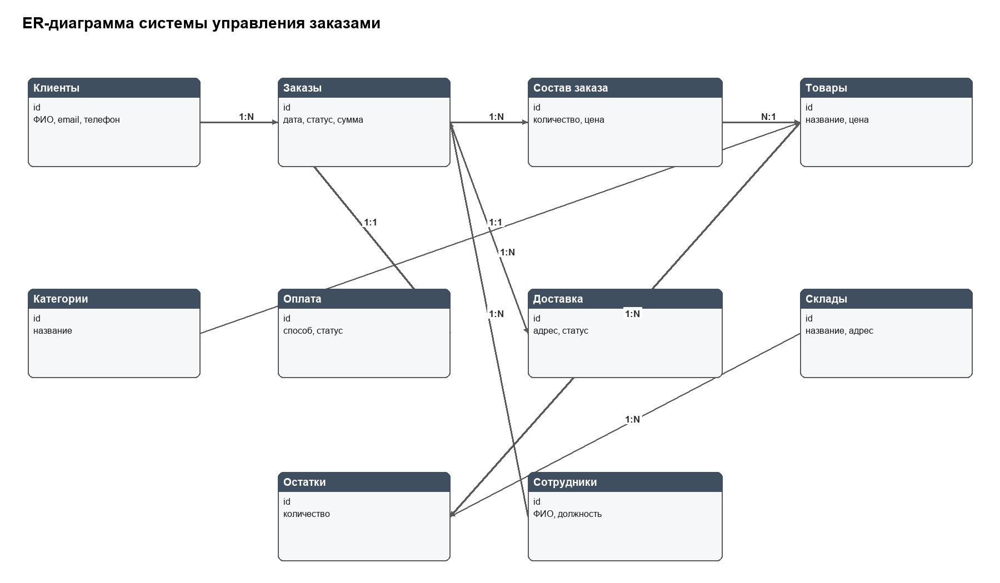 ER-диаграмма системы управления заказами
Клиенты
id
ФИО, email, телефон
1:N
Заказы
id
дата, статус, сумма
1:N
Состав заказа
id
количество, цена
N:1
Товары
id
название, цена
1:1
1:1
1:N
Категории
id
название
Оплата
id
способ, статус
1:N
Доставка
1:N
id
адрес, статус
Склады
id
название, адрес
1:N
Остатки
id
количество
Сотрудники
id
ФИО, должность